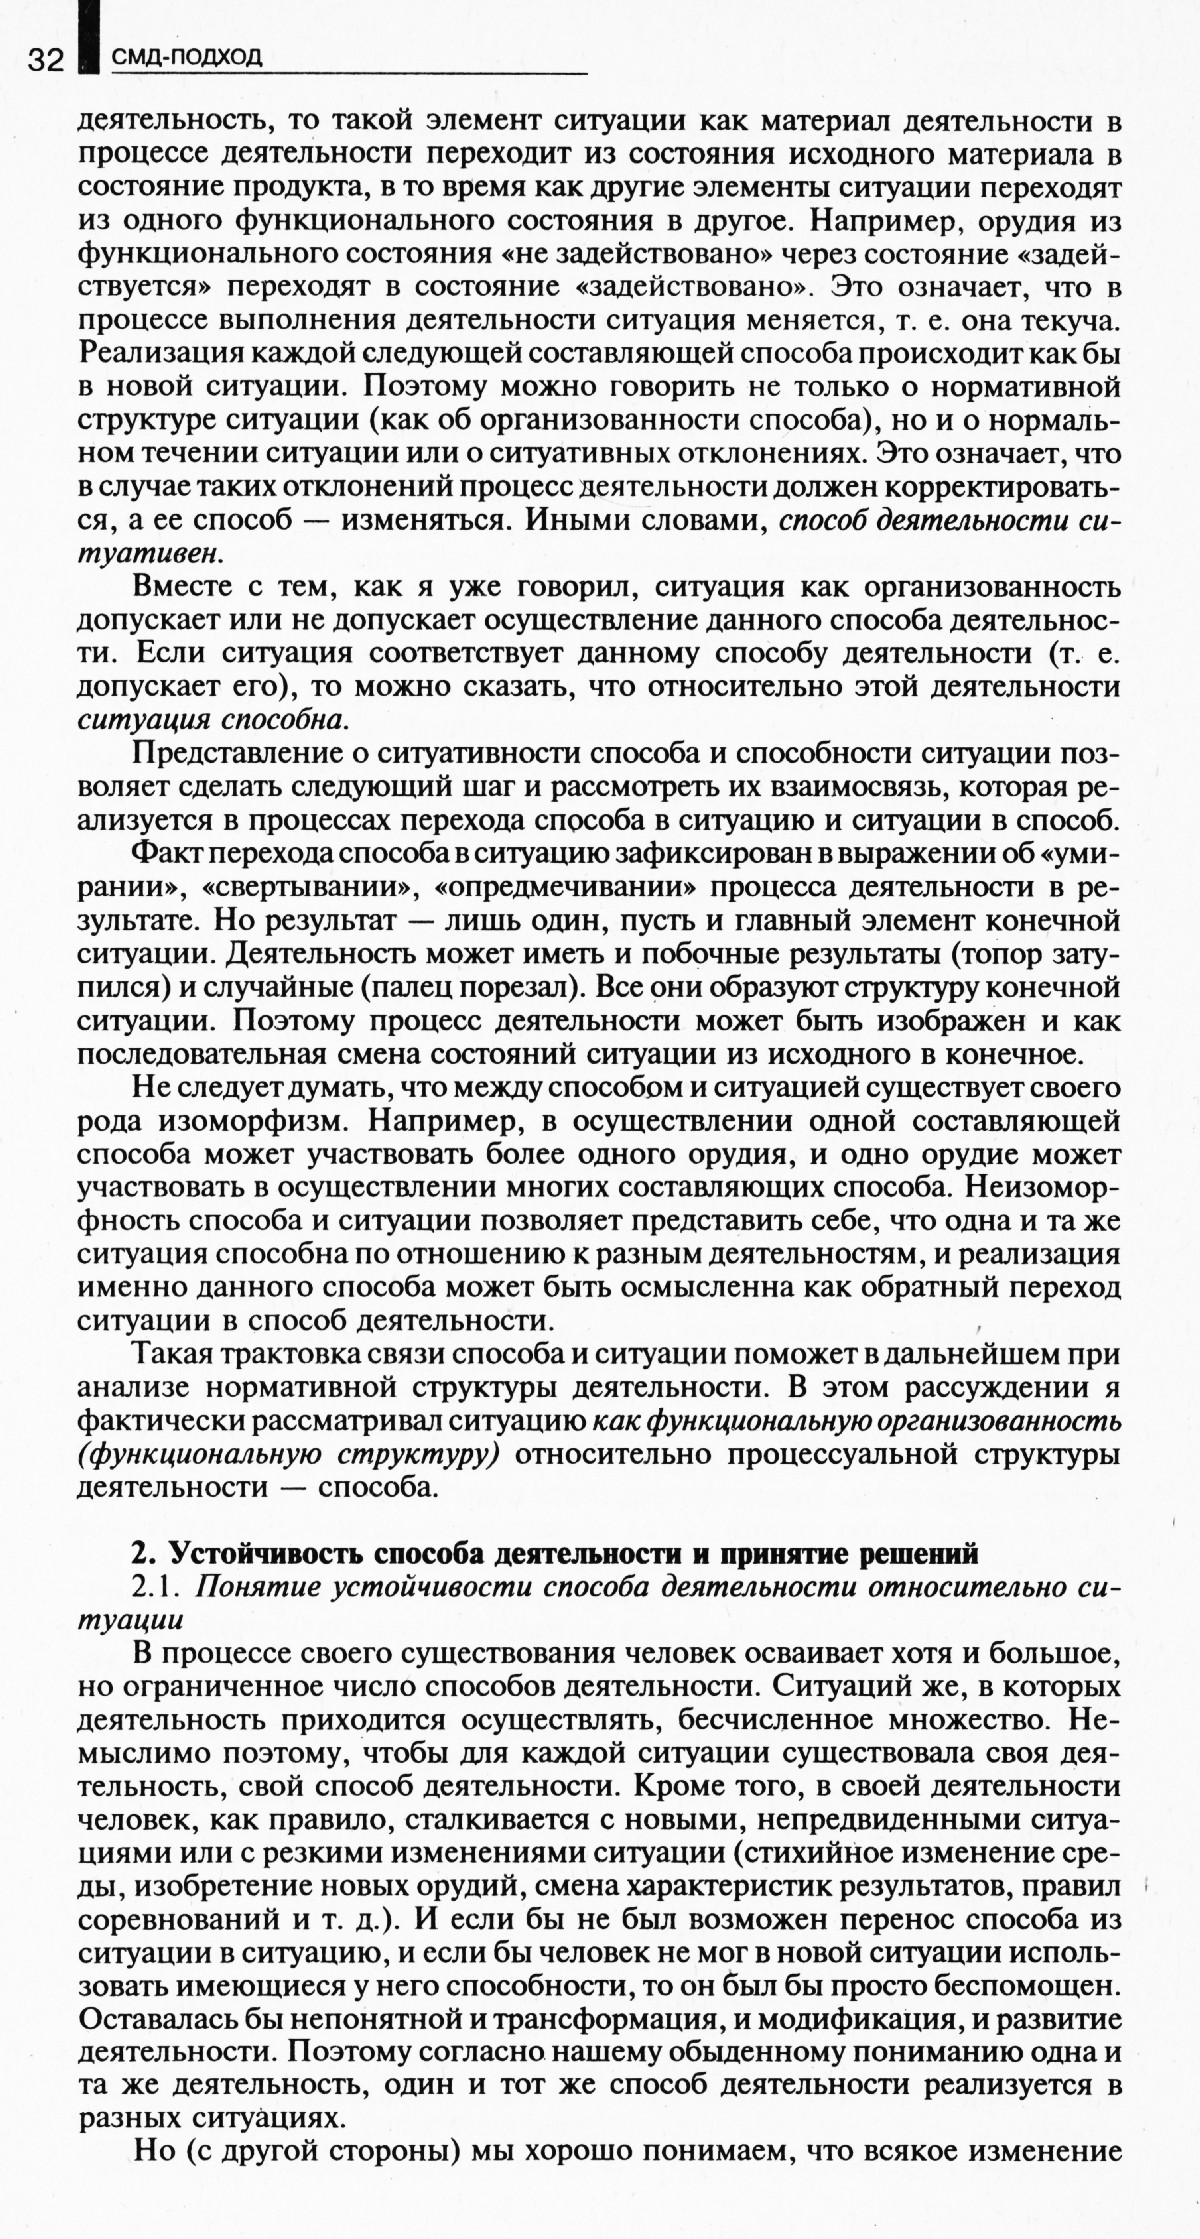 32 СМД-ПОДХОД
деятельность, то такой элемент ситуации как материал деятельности в
процессе деятельности переходит из состояния исходного материала в
состояние продукта, в то время как другие элементы ситуации переходят
из одного функционального состояния в другое. Например, орудия из
функционального состояния «не задействовано» через состояние «задей-
ствуется» переходят в состояние «задействовано». Это означает, что в
процессе выполнения деятельности ситуация меняется, т. е. она текуча.
Реализация каждой следующей составляющей способа происходит как бы
в новой ситуации. Поэтому можно говорить не только о нормативной
структуре ситуации (как об организованности способа), но и о нормаль-
ном течении ситуации или о ситуативных отклонениях. Это означает, что
в случае таких отклонений процесс деятельности должен корректировать-
ся, а ее способ — изменяться. Иными словами, способ деятельности си-
туативен.
Вместе с тем, как я уже говорил, ситуация как организованность
допускает или не допускает осуществление данного способа деятельнос-
ти. Если ситуация соответствует данному способу деятельности (т. е.
допускает его), то можно сказать, что относительно этой деятельности
ситуация способна.
Представление о ситуативности способа и способности ситуации поз-
воляет сделать следующий шаг и рассмотреть их взаимосвязь, которая ре-
ализуется в процессах перехода способа в ситуацию и ситуации в способ.
Факт перехода способа в ситуацию зафиксирован в выражении об «уми-
рании», «свертывании», «опредмечивании» процесса деятельности в ре-
зультате. Но результат — лишь один, пусть и главный элемент конечной
ситуации. Деятельность может иметь и побочные результаты (топор зату-
пился) и случайные (палец порезал). Все они образуют структуру конечной
ситуации. Поэтому процесс деятельности может быть изображен и как
последовательная смена состояний ситуации из исходного в конечное.
Не следует думать, что между способом и ситуацией существует своего
рода изоморфизм. Например, в осуществлении одной составляющей
способа может участвовать более одного орудия, и одно орудие может
участвовать в осуществлении многих составляющих способа. Неизомор-
фность способа и ситуации позволяет представить себе, что одна и та же
ситуация способна по отношению к разным деятельностям, и реализация
именно данного способа может быть осмысленна как обратный переход
ситуации в способ деятельности.
Такая трактовка связи способа и ситуации поможет в дальнейшем при
анализе нормативной структуры деятельности. В этом рассуждении я
фактически рассматривал ситуацию как функциональную организованность
(функциональную структуру) относительно процессуальной структуры
деятельности — способа.
2. Устойчивость способа деятельности и принятие решений
2.1. Понятие устойчивости способа деятельности относительно си-
туации
В процессе своего существования человек осваивает хотя и большое,
но ограниченное число способов деятельности. Ситуаций же, в которых
деятельность приходится осуществлять, бесчисленное множество. Не-
мыслимо поэтому, чтобы для каждой ситуации существовала своя дея-
тельность, свой способ деятельности. Кроме того, в своей деятельности
человек, как правило, сталкивается с новыми, непредвиденными ситуа-
циями или с резкими изменениями ситуации (стихийное изменение сре-
ды, изобретение новых орудий, смена характеристик результатов, правил
соревнований и т. д.). И если бы не был возможен перенос способа из
ситуации в ситуацию, и если бы человек не мог в новой ситуации исполь-
зовать имеющиеся у него способности, то он был бы просто беспомощен.
Оставалась бы непонятной и трансформация, и модификация, и развитие
деятельности. Поэтому согласно нашему обыденному пониманию одна и
та же деятельность, один и тот же способ деятельности реализуется в
разных ситуациях.
Но (с другой стороны) мы хорошо понимаем, что всякое изменение